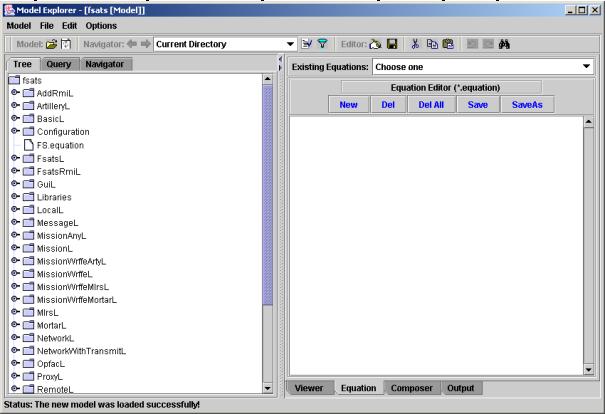 Model Explorer - [fsats [Model]]
Model File Edit Options
Model: Navigator: Current Directory Editor:
Tree Query Navigator
fsats
AddRmiL
ArtilleryL
BasicL
Configuration
FS.equation
FsatsL
FsatsRmiL
GuiL
Libraries
LocalL
MessageL
MissionAnyL
MissionL
MissionWrffeArtyL
MissionWrffeL
MissionWrffeMlrsL
MissionWrffeMortarL
MlrsL
MortarL
NetworkL
NetworkWithTransmitL
OpfacL
ProxyL
RemoteL
Existing Equations: Choose one
Equation Editor (*.equation)
New Del Del All Save SaveAs
Viewer Equation Composer Output
Status: The new model was loaded successfully!